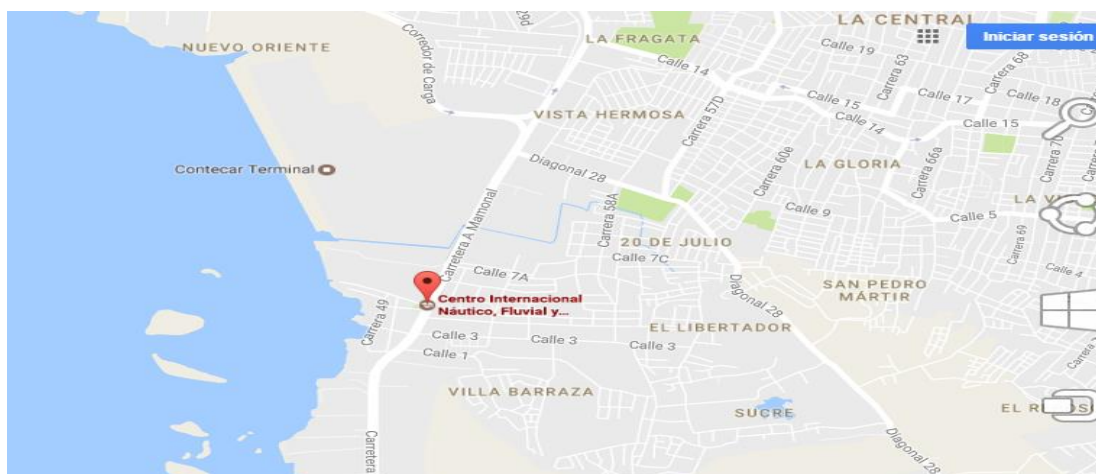 29d
LA CENTRAL
NUEVO ORIENTE
Corredor de Carga
LA FRAGATA
Calle 19
Carrera 63
Carrera 68
Iniciar sesión
Calle 14
Calle 15
Calle 17
Calle 18
Calle 15
VISTA HERMOSA
Carrera 57D
Calle 14
Carrera 70
Contecar Terminal
Diagonal 28
Carrera 60e
LA GLORIA
Carrera 66a
Carretera A Mamonal
Carrera 58A
Calle 9
Calle 5
20 DE JULIO
Carrera 69
Calle 7A
Calle 7C
Calle 4
Centro Internacional
Náutico, Fluvial y...
SAN PEDRO
MÁRTIR
Diagonal 28
Carrera 49
EL LIBERTADOR
Calle 3
Calle 3
Calle 3
Calle 1
VILLA BARRAZA
SUCRE
Carretera
Diagonal 28